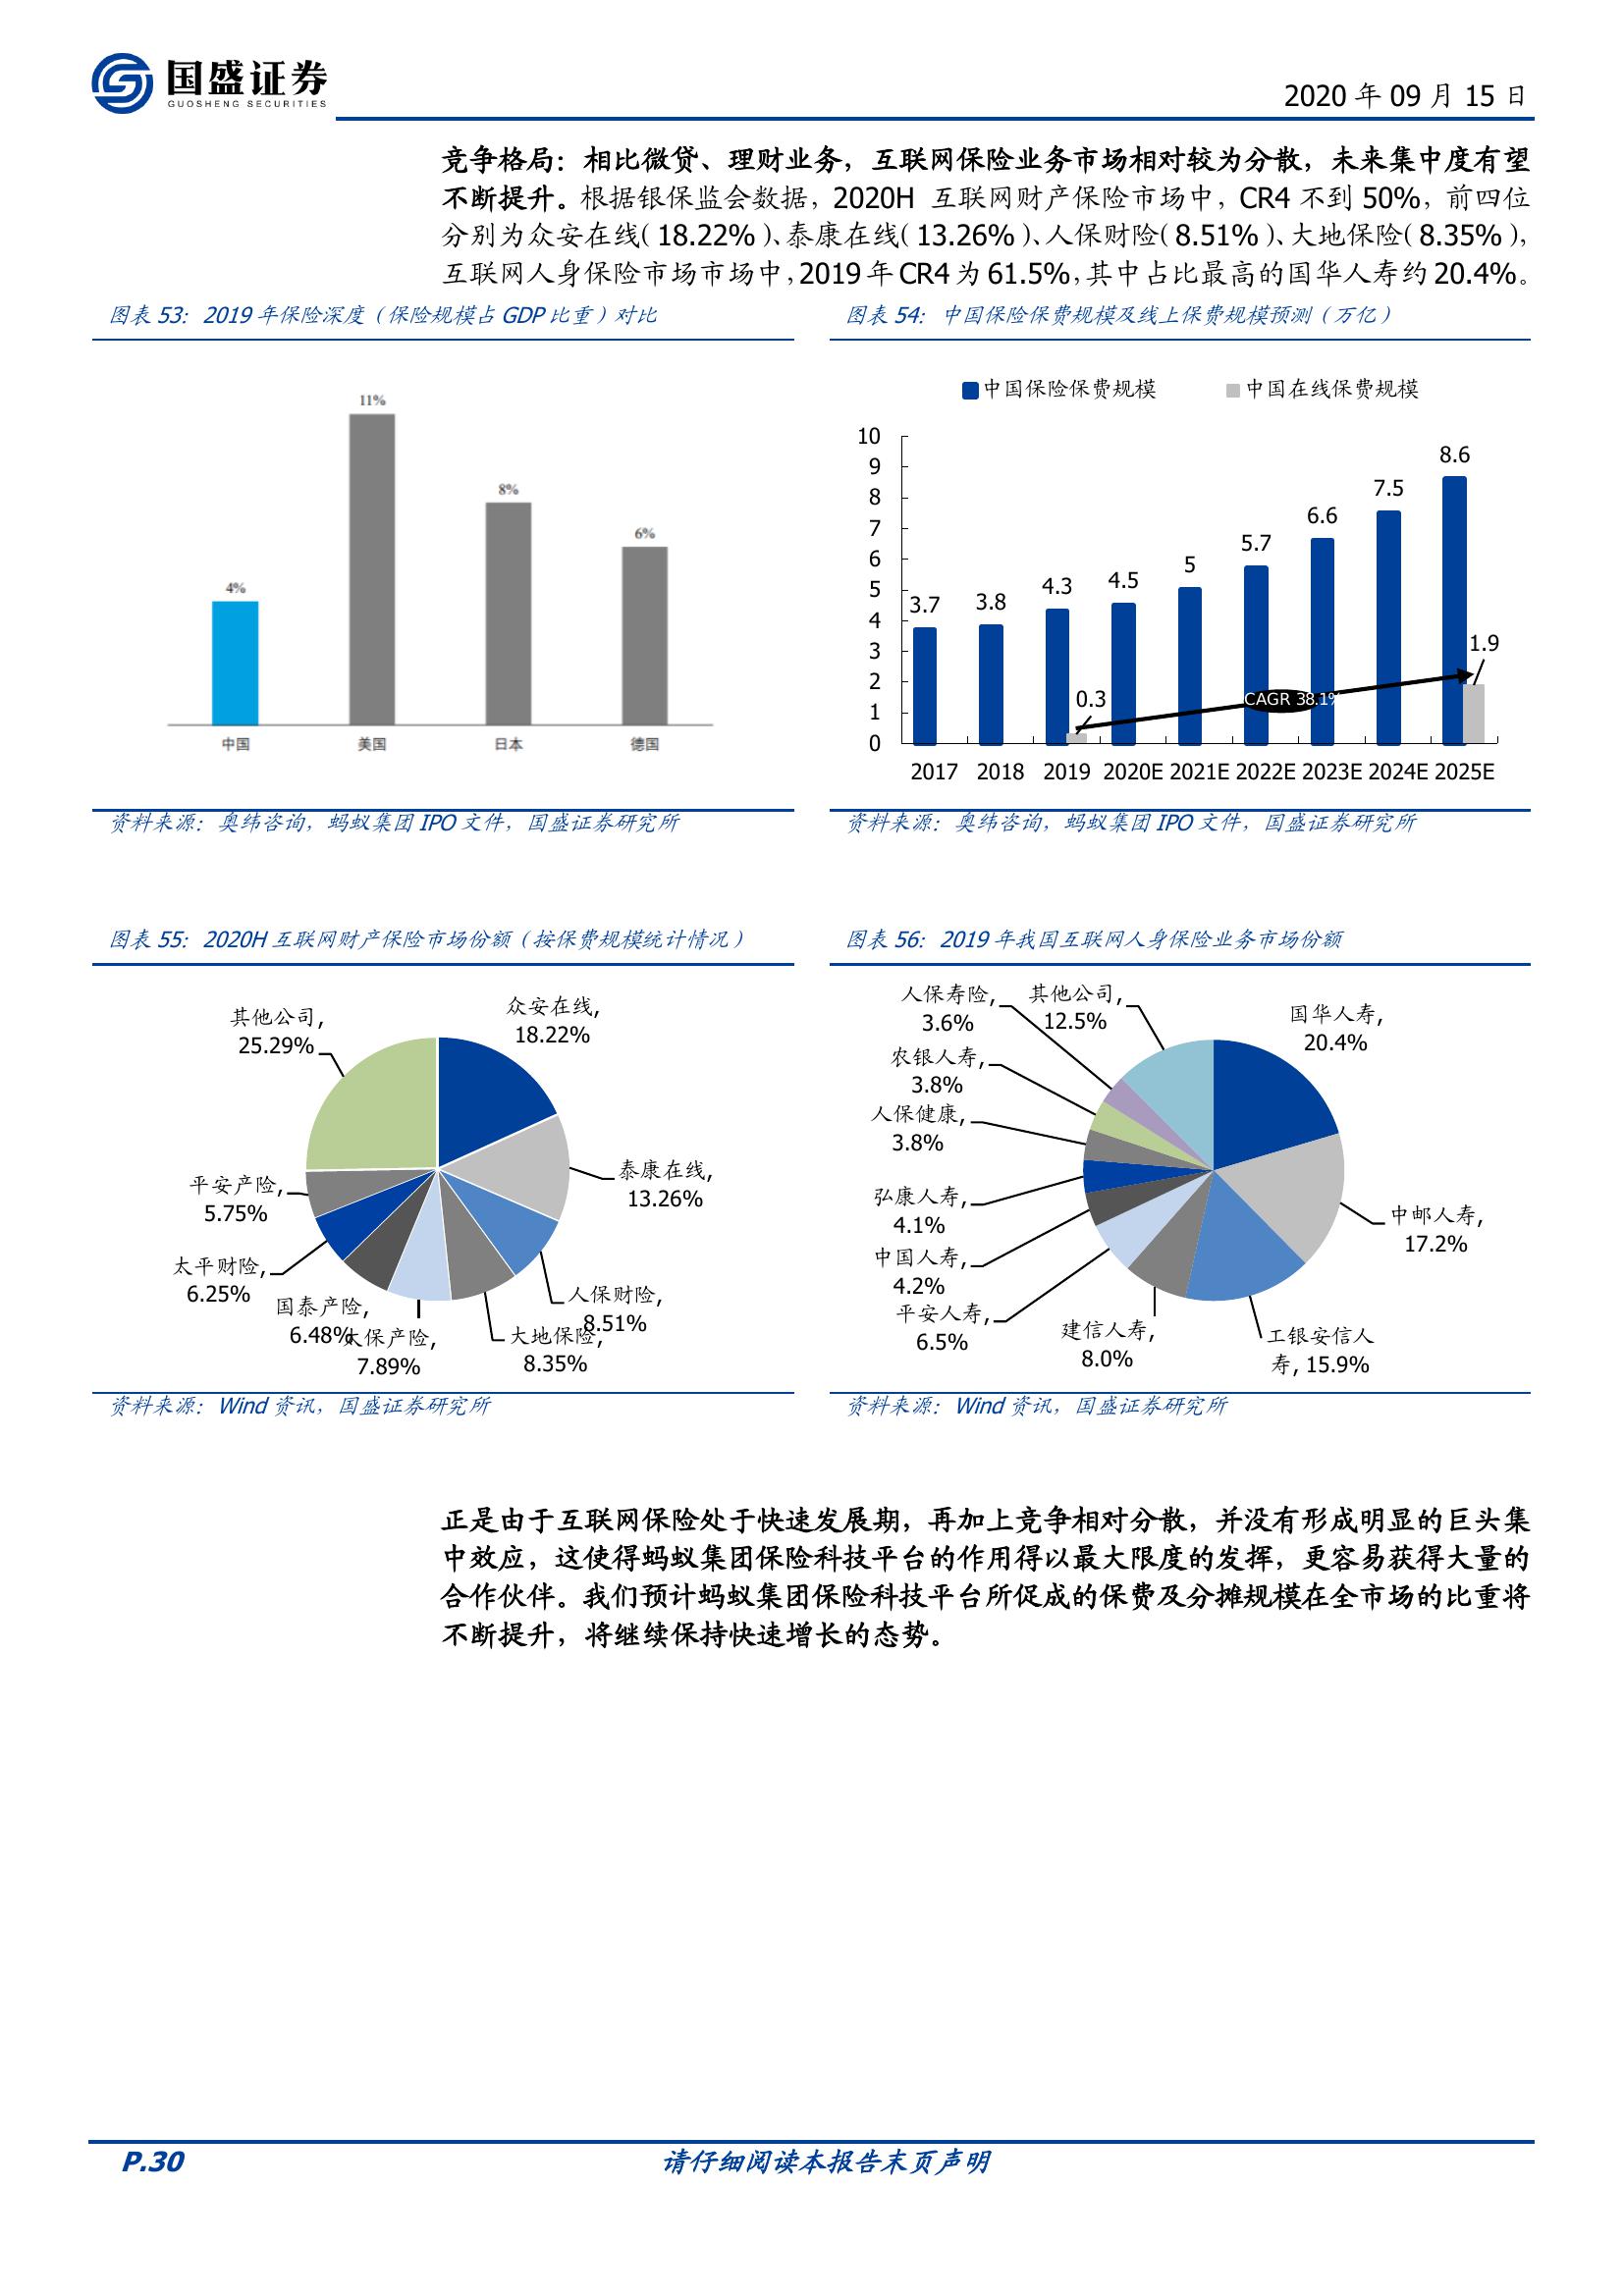 国盛证券
GUOSHENG SECURITIES
2020 年 09 月 15 日
竞争格局：相比微贷、理财业务，互联网保险业务市场相对较为分散，未来集中度有望
不断提升。根据银保监会数据，2020H 互联网财产保险市场中，CR4 不到 50%，前四位
分别为众安在线（18.22%）、泰康在线（13.26%）、人保财险（8.51%）、大地保险（8.35%），
互联网人身保险市场市场中，2019 年 CR4 为 61.5%，其中占比最高的国华人寿约 20.4%。
图表 53：2019 年保险深度（保险规模占 GDP 比重）对比
11%
8%
6%
4%
中国
美国
日本
德国
资料来源：奥纬咨询，蚂蚁集团 IPO 文件，国盛证券研究所
图表 54：中国保险保费规模及线上保费规模预测（万亿）
中国保险保费规模
中国在线保费规模
10
9
8
7
6
5
4
3
2
1
0
3.7
3.8
4.3
4.5
5
5.7
6.6
7.5
8.6
0.3
1.9
CAGR 38.1%
2017 2018 2019 2020E 2021E 2022E 2023E 2024E 2025E
资料来源：奥纬咨询，蚂蚁集团 IPO 文件，国盛证券研究所
图表 55：2020H 互联网财产保险市场份额（按保费规模统计情况）
众安在线,
18.22%
泰康在线,
13.26%
人保财险,
8.51%
大地保险,
8.35%
太保产险,
7.89%
国泰产险,
6.48%
太平财险,
6.25%
平安产险,
5.75%
其他公司,
25.29%
资料来源：Wind 资讯，国盛证券研究所
图表 56：2019 年我国互联网人身保险业务市场份额
国华人寿,
20.4%
中邮人寿,
17.2%
工银安信人
寿, 15.9%
建信人寿,
8.0%
平安人寿,
6.5%
中国人寿,
4.2%
弘康人寿,
4.1%
人保健康,
3.8%
农银人寿,
3.8%
人保寿险,
3.6%
其他公司,
12.5%
资料来源：Wind 资讯，国盛证券研究所
正是由于互联网保险处于快速发展期，再加上竞争相对分散，并没有形成明显的巨头集
中效应，这使得蚂蚁集团保险科技平台的作用得以最大限度的发挥，更容易获得大量的
合作伙伴。我们预计蚂蚁集团保险科技平台所促成的保费及分摊规模在全市场的比重将
不断提升，将继续保持快速增长的态势。
P.30
请仔细阅读本报告末页声明